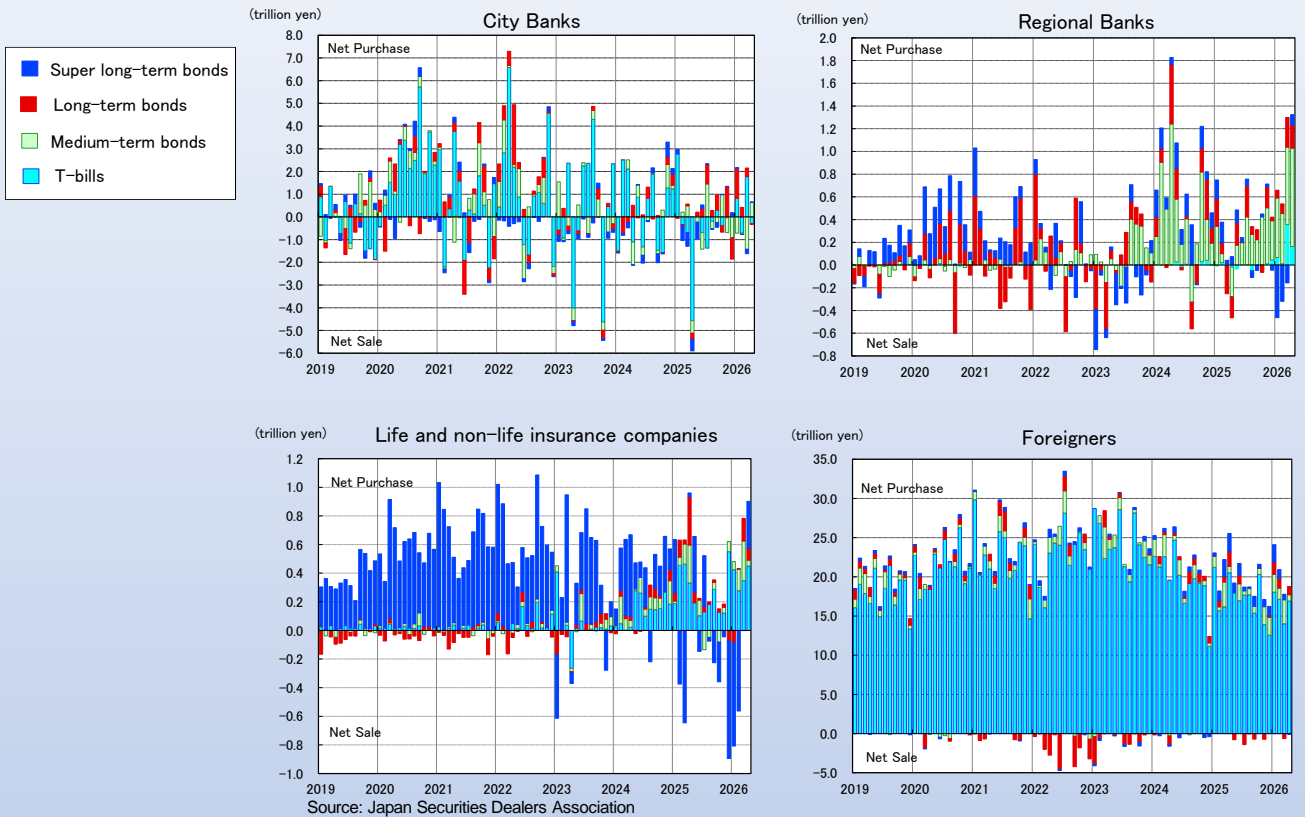 Super long-term bonds
Long-term bonds
Medium-term bonds
T-bills
(trillion yen)
City Banks
8.0
7.0
6.0
5.0
4.0
3.0
2.0
1.0
0.0
−1.0
−2.0
−3.0
−4.0
−5.0
−6.0
Net Purchase
Net Sale
2019 2020 2021 2022 2023 2024 2025 2026
(trillion yen)
Regional Banks
2.0
1.8
1.6
1.4
1.2
1.0
0.8
0.6
0.4
0.2
0.0
−0.2
−0.4
−0.6
−0.8
Net Purchase
Net Sale
2019 2020 2021 2022 2023 2024 2025 2026
(trillion yen)
Life and non-life insurance companies
1.2
1.0
0.8
0.6
0.4
0.2
0.0
−0.2
−0.4
−0.6
−0.8
−1.0
Net Purchase
Net Sale
2019 2020 2021 2022 2023 2024 2025 2026
(trillion yen)
Foreigners
35.0
30.0
25.0
20.0
15.0
10.0
5.0
0.0
−5.0
Net Purchase
Net Sale
2019 2020 2021 2022 2023 2024 2025 2026
Source: Japan Securities Dealers Association